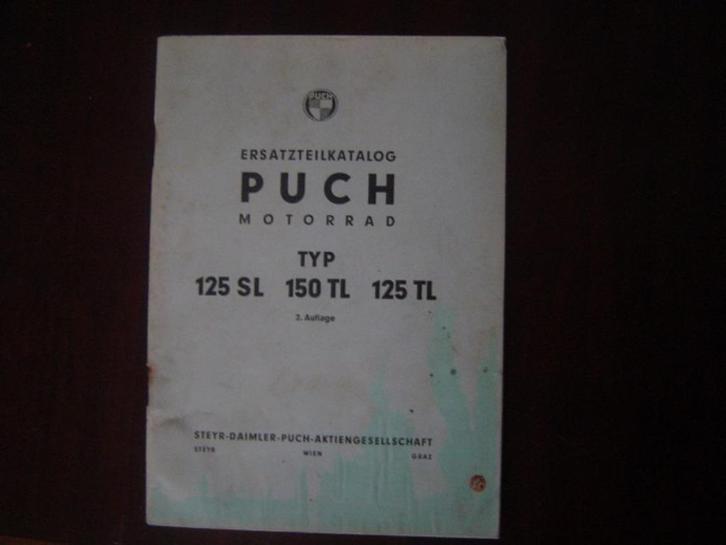 PUCH
ERSATZTEILKATALOG
PUCH
MOTORRAD
TYP
125 SL 150 TL 125 TL
2. Auflage
STEYR-DAIMLER-PUCH-AKTIENGESELLSCHAFT
STEYR WIEN GRAZ